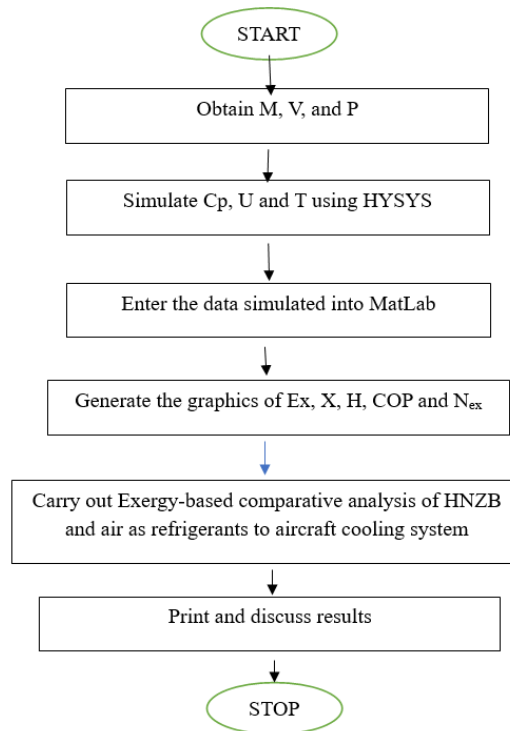 START
Obtain M, V, and P
Simulate Cp, U and T using HYSYS
Enter the data simulated into MatLab
Generate the graphics of Ex, X, H, COP and Nex
Carry out Exergy-based comparative analysis of HNZB
and air as refrigerants to aircraft cooling system
Print and discuss results
STOP